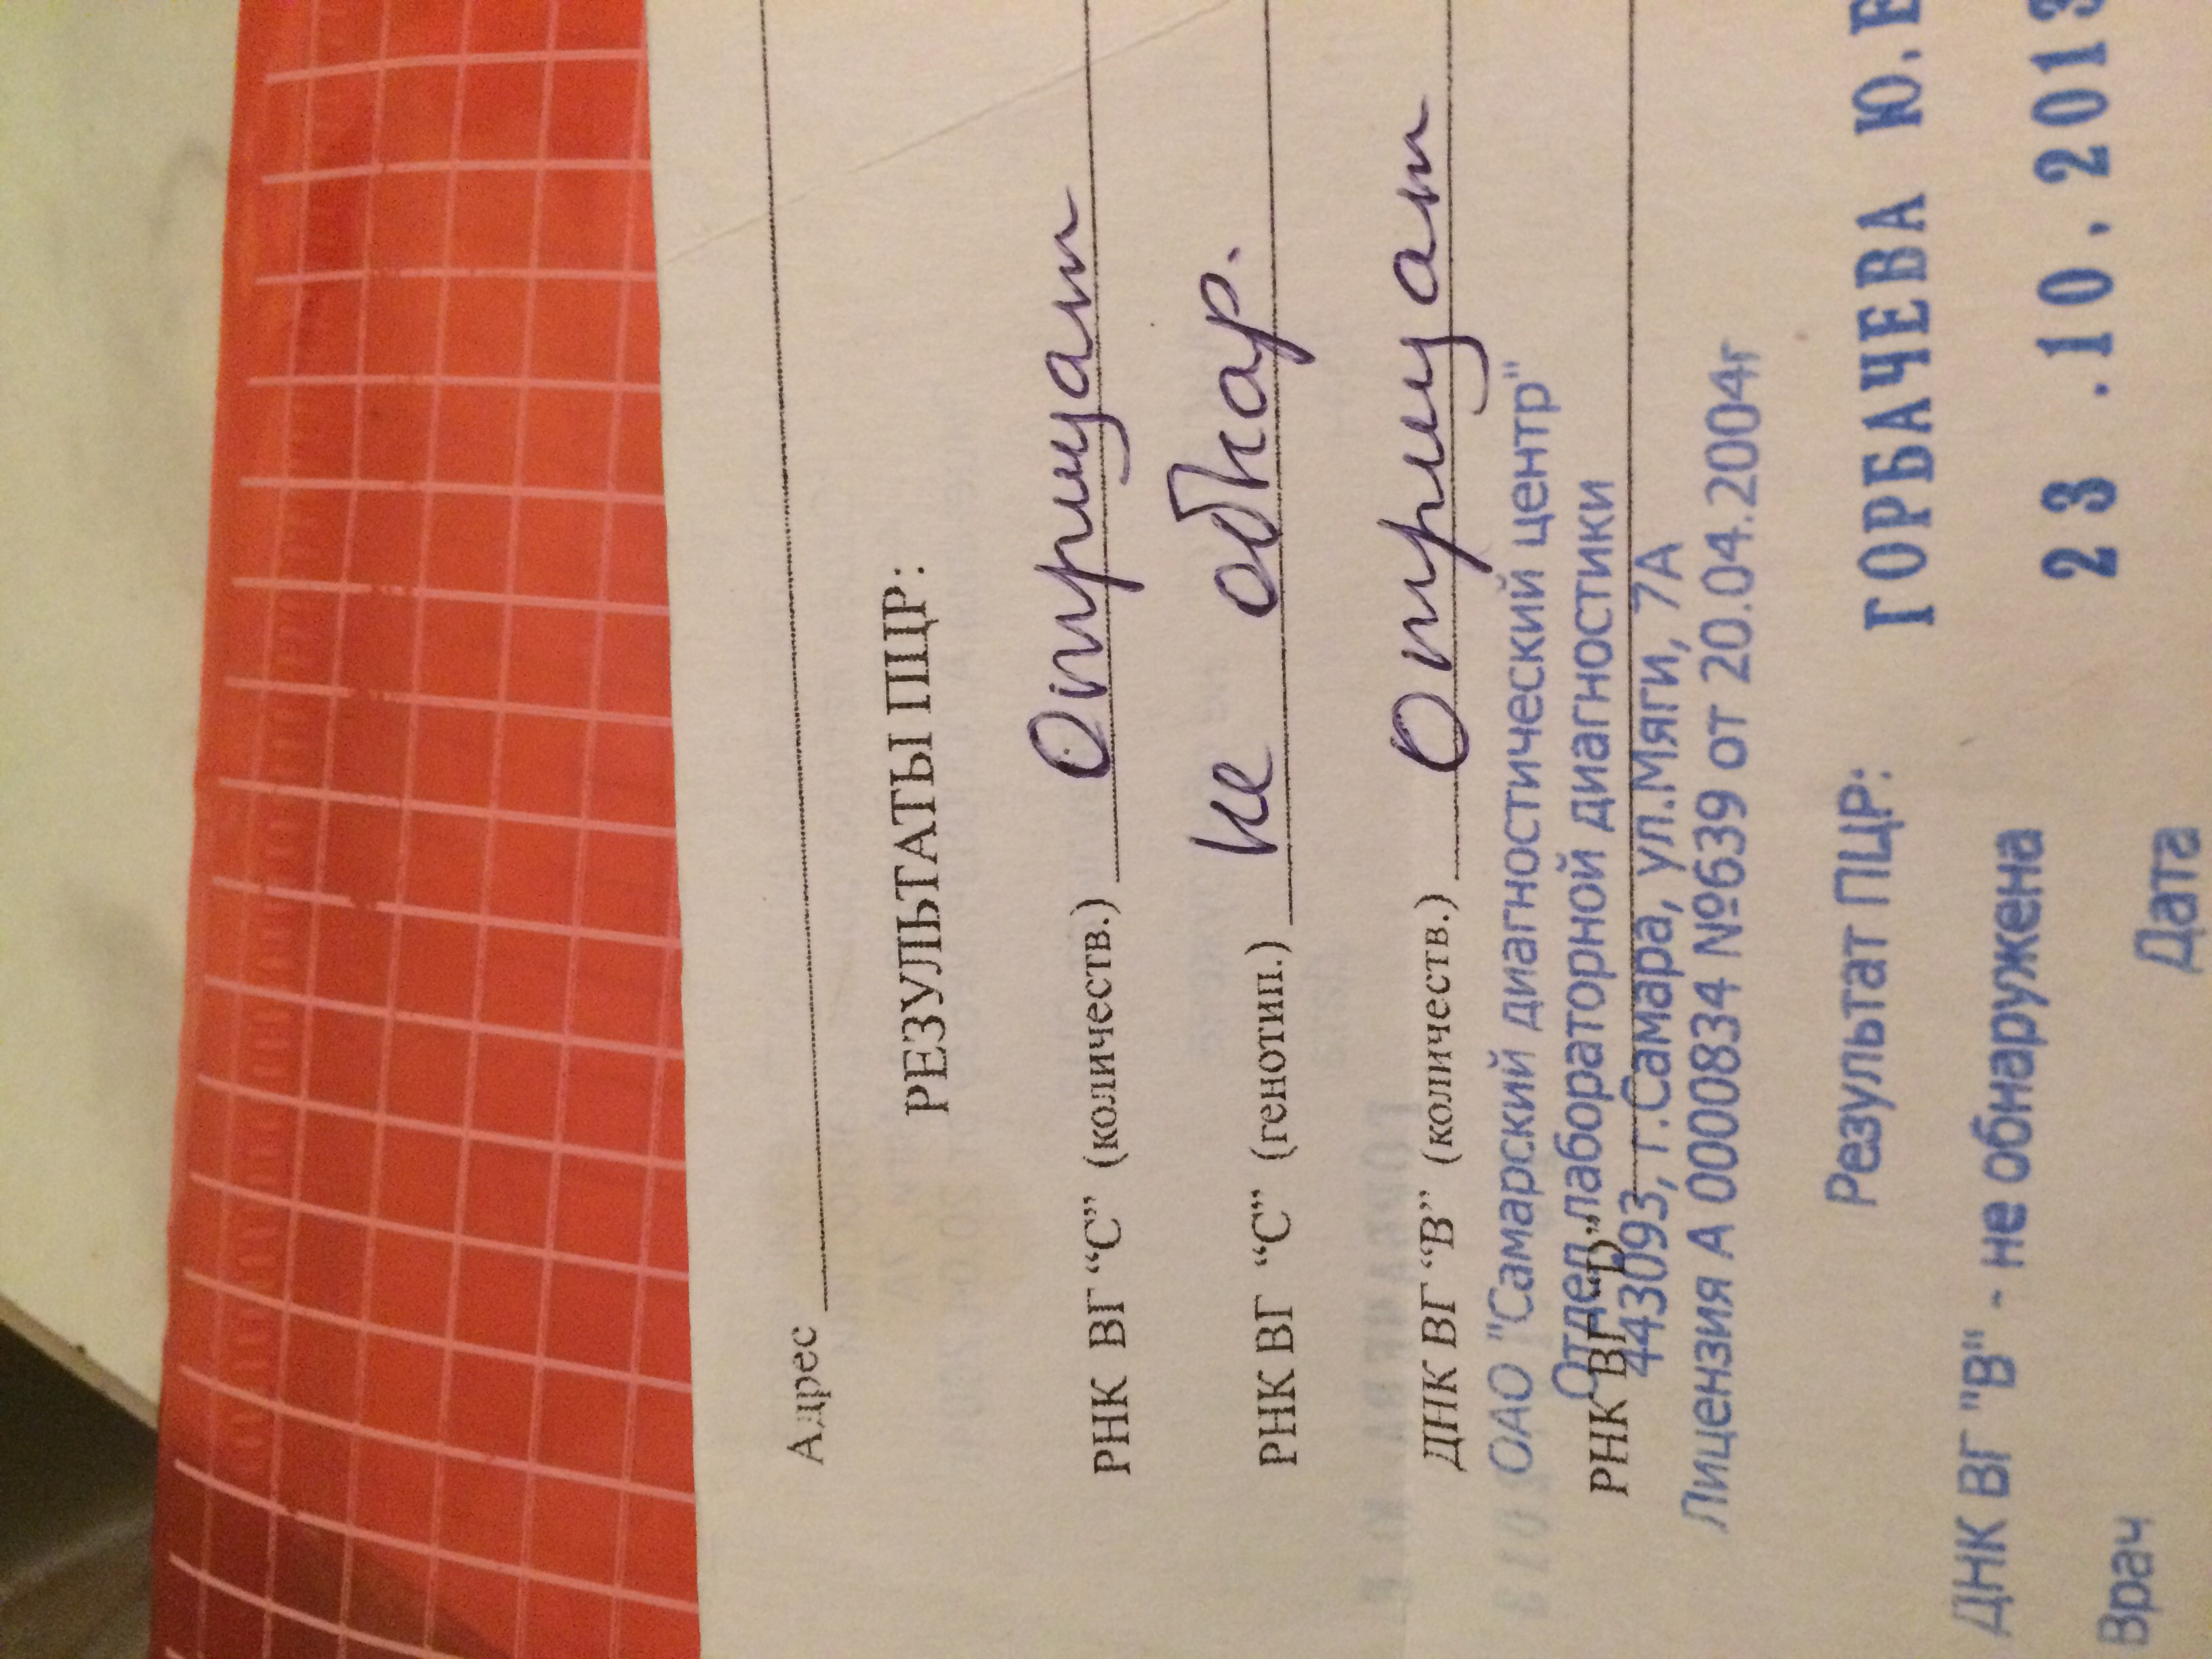 Адрес
РЕЗУЛЬТАТЫ ПЦР:
РНК ВГ “С” (количеств.) Отрицат
РНК ВГ “С” (генотип.) не обнар.
ДНК ВГ “В” (количеств.) Отрицат
ОАО "Самарский диагностический центр"
Отдел лабораторной диагностики
РНК ВГ “D”
443093, г.Самара, ул.Мяги, 7А
Лицензия А 0000834 №639 от 20.04.2004г
Результат ПЦР: ГОРБАЧЕВА Ю.Е
ДНК ВГ "В" - не обнаружена
23.10.2013
Врач Дата